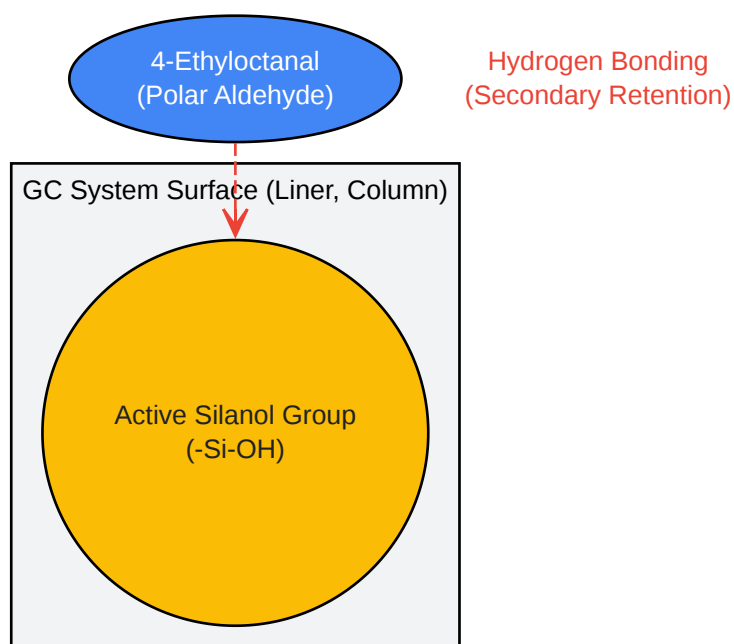 4-Ethyloctanal
(Polar Aldehyde)
Hydrogen Bonding
(Secondary Retention)
GC System Surface (Liner, Column)
Active Silanol Group
(-Si-OH)